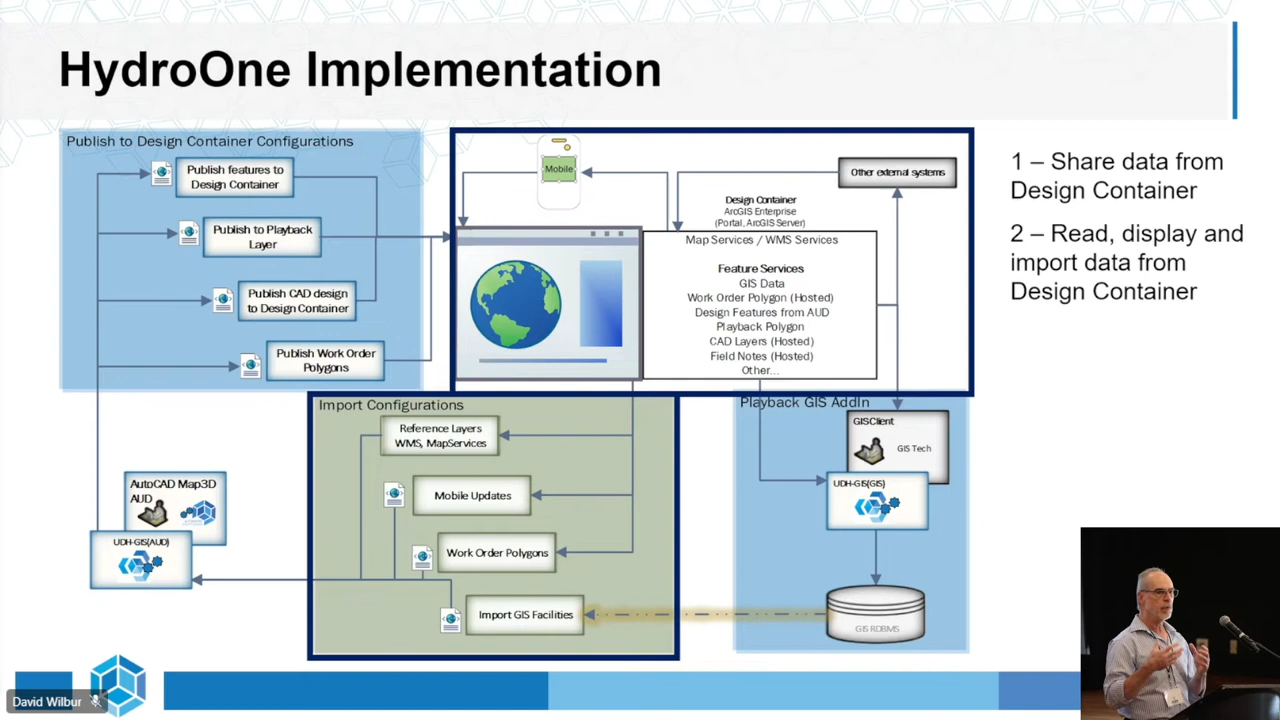 HydroOne Implementation
Publish to Design Container Configurations
Publish features to
Design Container
Publish to Playback
Layer
Publish CAD design
to Design Container
Publish Work Order
Polygons
Mobile
Other external systems
Design Container
ArcGIS Enterprise
(Portal, ArcGIS Server)
Map Services / WMS Services
Feature Services
GIS Data
Work Order Polygon (Hosted)
Design Features from AUD
Playback Polygon
CAD Layers (Hosted)
Field Notes (Hosted)
Other...
1 – Share data from
Design Container
2 – Read, display and
import data from
Design Container
Import Configurations
Reference Layers
WMS, MapServices
Mobile Updates
Work Order Polygons
Import GIS Facilities
Playback GIS AddIn
GISClient
GIS Tech
UDH-GIS(GIS)
GIS RDBMS
AutoCAD Map3D
AUD
UDH-GIS(AUD)
David Wilbur